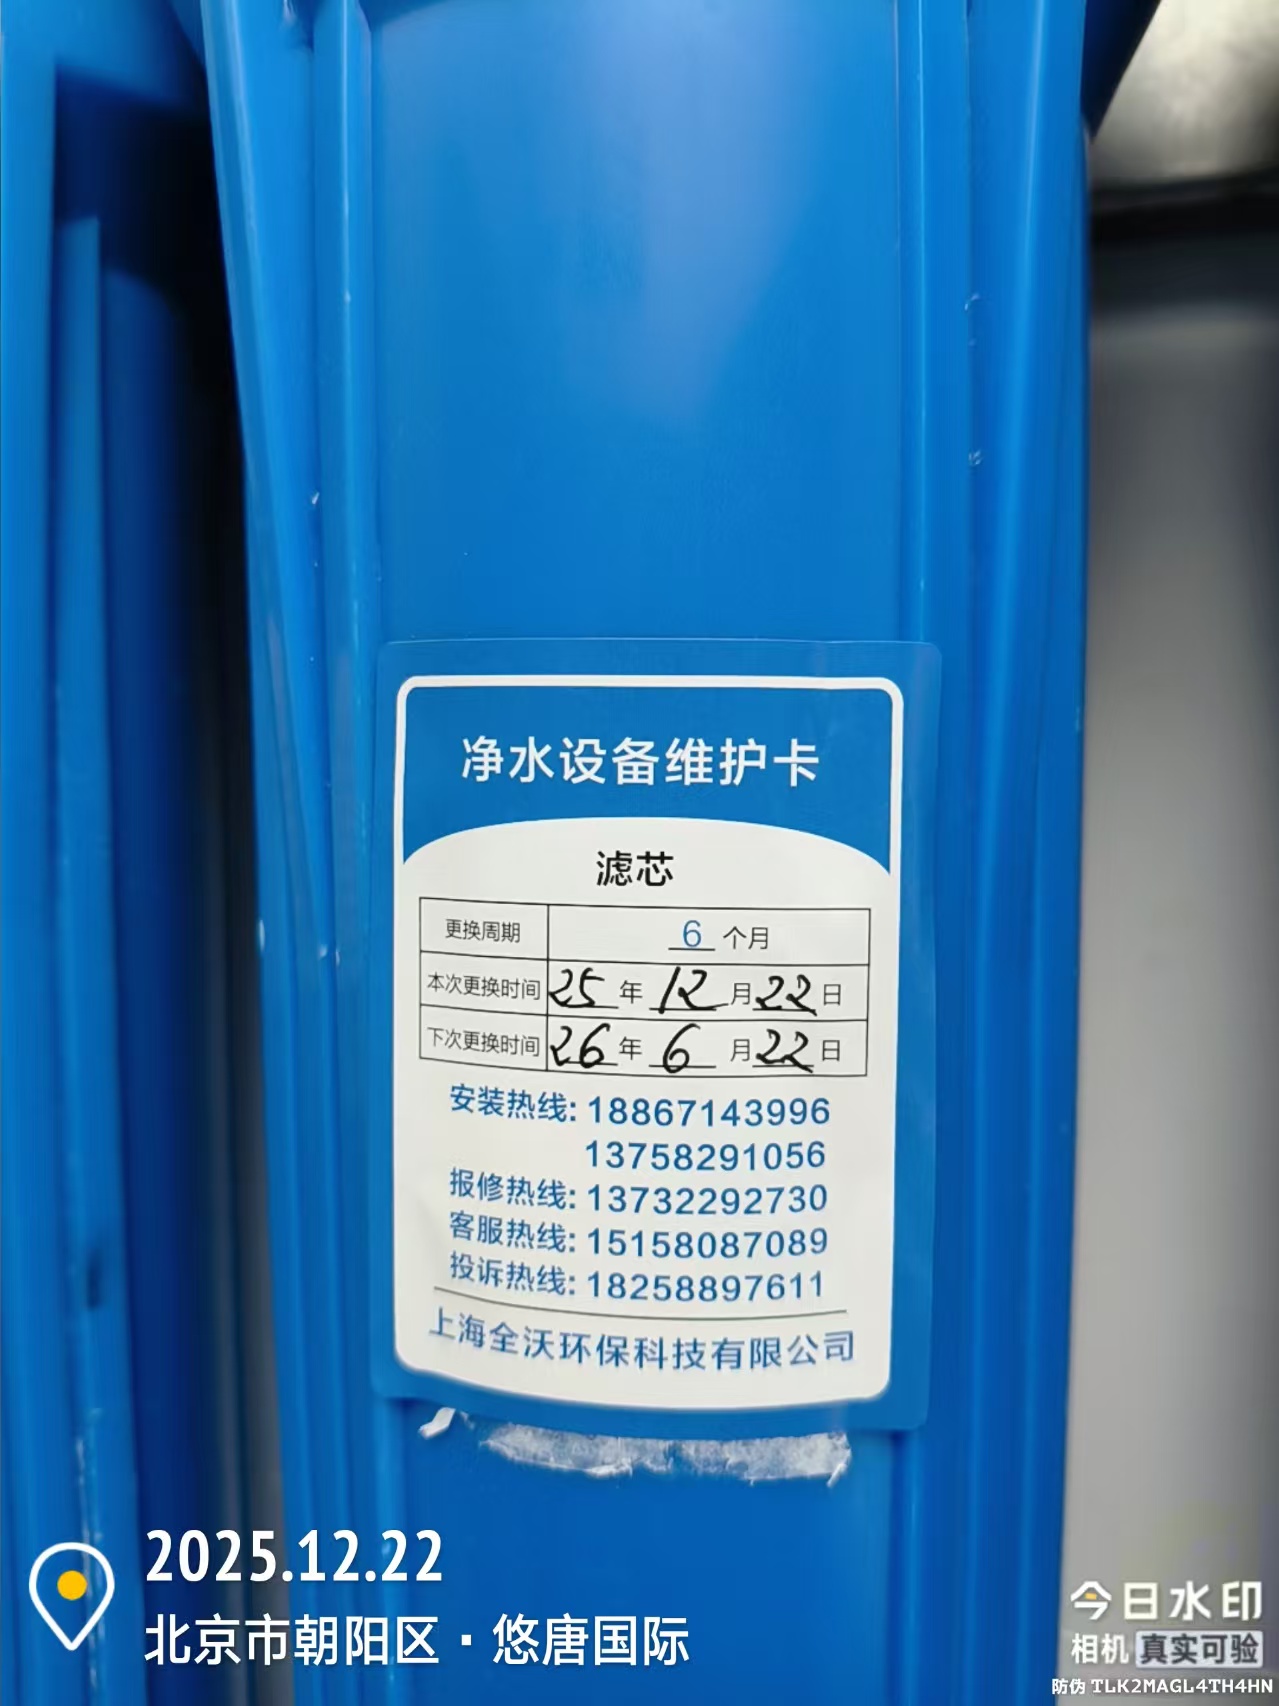 净水设备维护卡
滤芯
更换周期 6 个月
本次更换时间 25 年 12 月 22 日
下次更换时间 26 年 6 月 22 日
安装热线: 18867143996
13758291056
报修热线: 13732292730
客服热线: 15158087089
投诉热线: 18258897611
上海全沃环保科技有限公司
2025.12.22
北京市朝阳区·悠唐国际
今日水印
相机 真实可验
防伪 TLK2MAGL4TH4HN